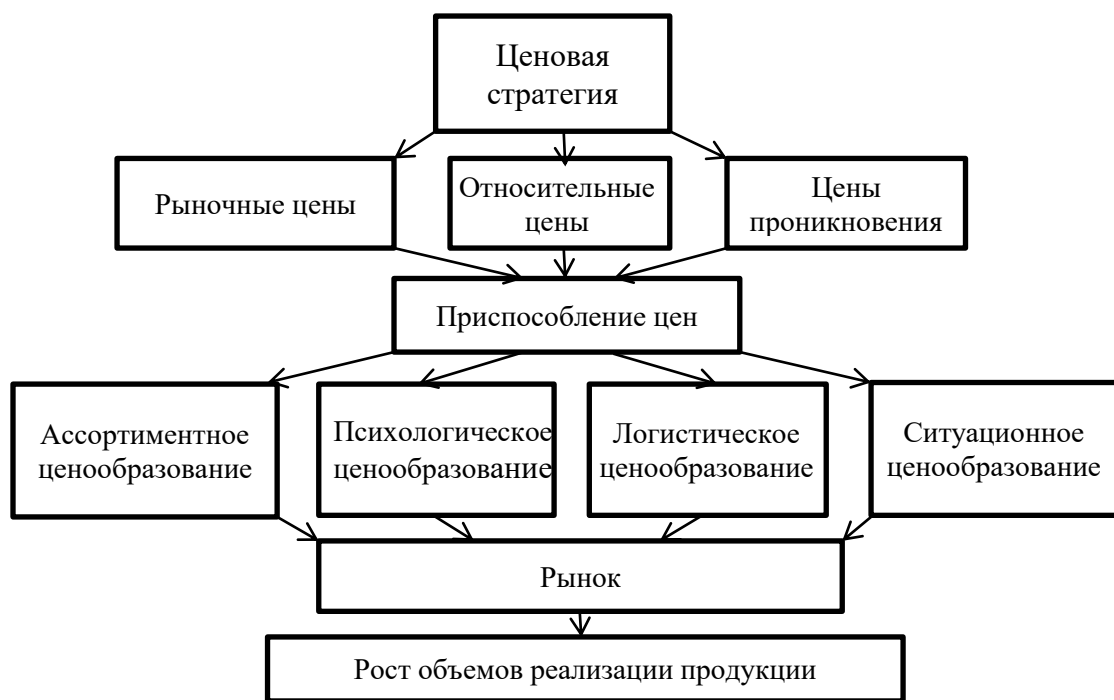 Ценовая
стратегия
Рыночные цены
Относительные
цены
Цены
проникновения
Приспособление цен
Ассортиментное
ценообразование
Психологическое
ценообразование
Логистическое
ценообразование
Ситуационное
ценообразование
Рынок
Рост объемов реализации продукции